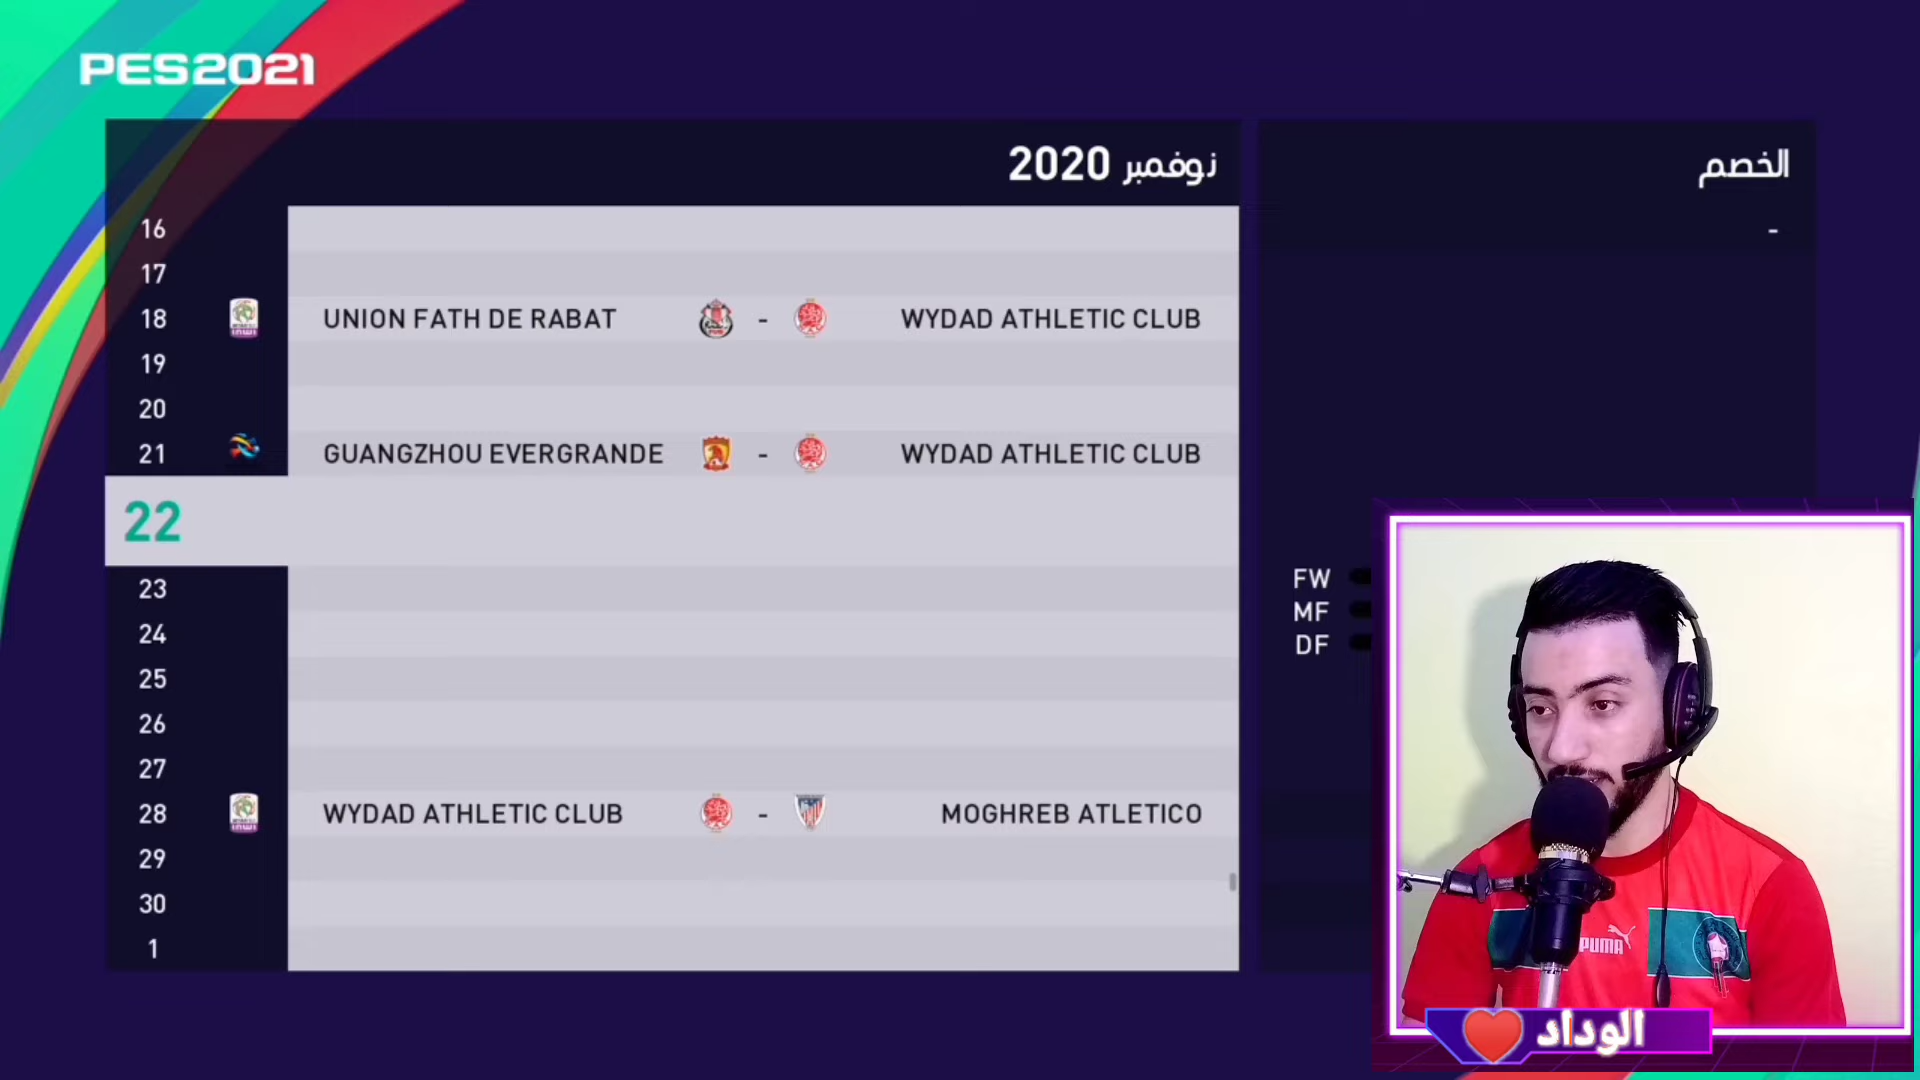 PES2021
نوفمبر 2020
الخصم
16
-
17
18 UNION FATH DE RABAT - WYDAD ATHLETIC CLUB
19
20
21 GUANGZHOU EVERGRANDE - WYDAD ATHLETIC CLUB
22
23
24
25
26
27
28 WYDAD ATHLETIC CLUB - MOGHREB ATLETICO
29
30
1
FW
MF
DF
PUMA
الوداد